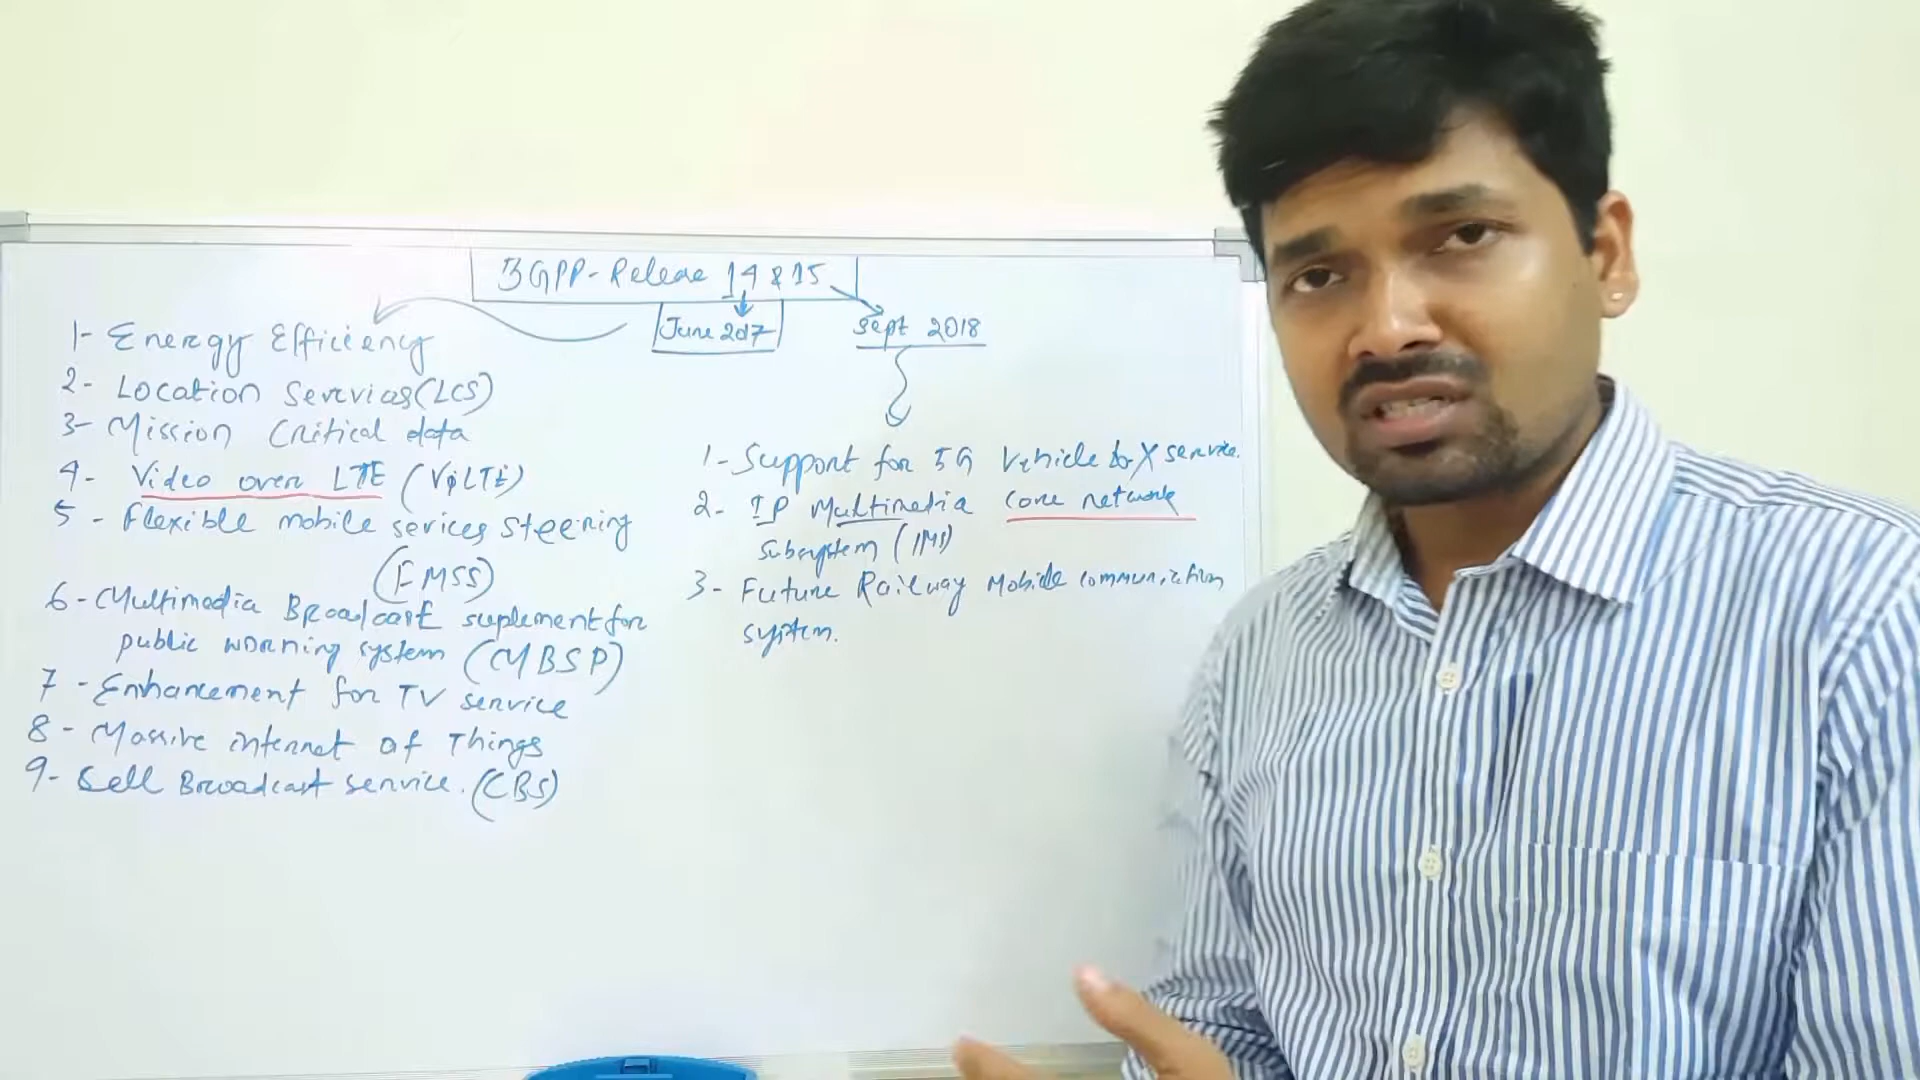 3GPP-Release 14 & 15
June 2017
Sept 2018
1- Energy Efficiency
2- Location Services (LCS)
3- Mission Critical data
4- Video over LTE (ViLTE)
5- Flexible mobile sevices steering
(FMSS)
6- Multimedia Broadcast suplement for
public warning system (MBSP)
7- Enhancement for TV service
8- Massive internet of Things
9- Cell Broadcast service. (CBS)
1- Support for 5G Vehicle to-X service.
2- IP Multimedia core network
subsystem (IMS)
3- Future Railway Mobile communication
system.